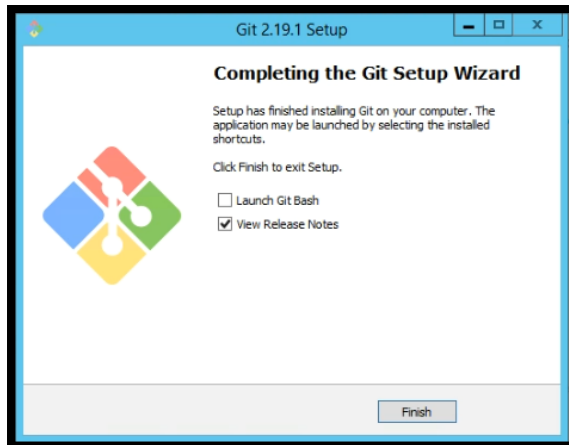 Git 2.19.1 Setup
Completing the Git Setup Wizard
Setup has finished installing Git on your computer. The
application may be launched by selecting the installed
shortcuts.
Click Finish to exit Setup.
Launch Git Bash
View Release Notes
Finish